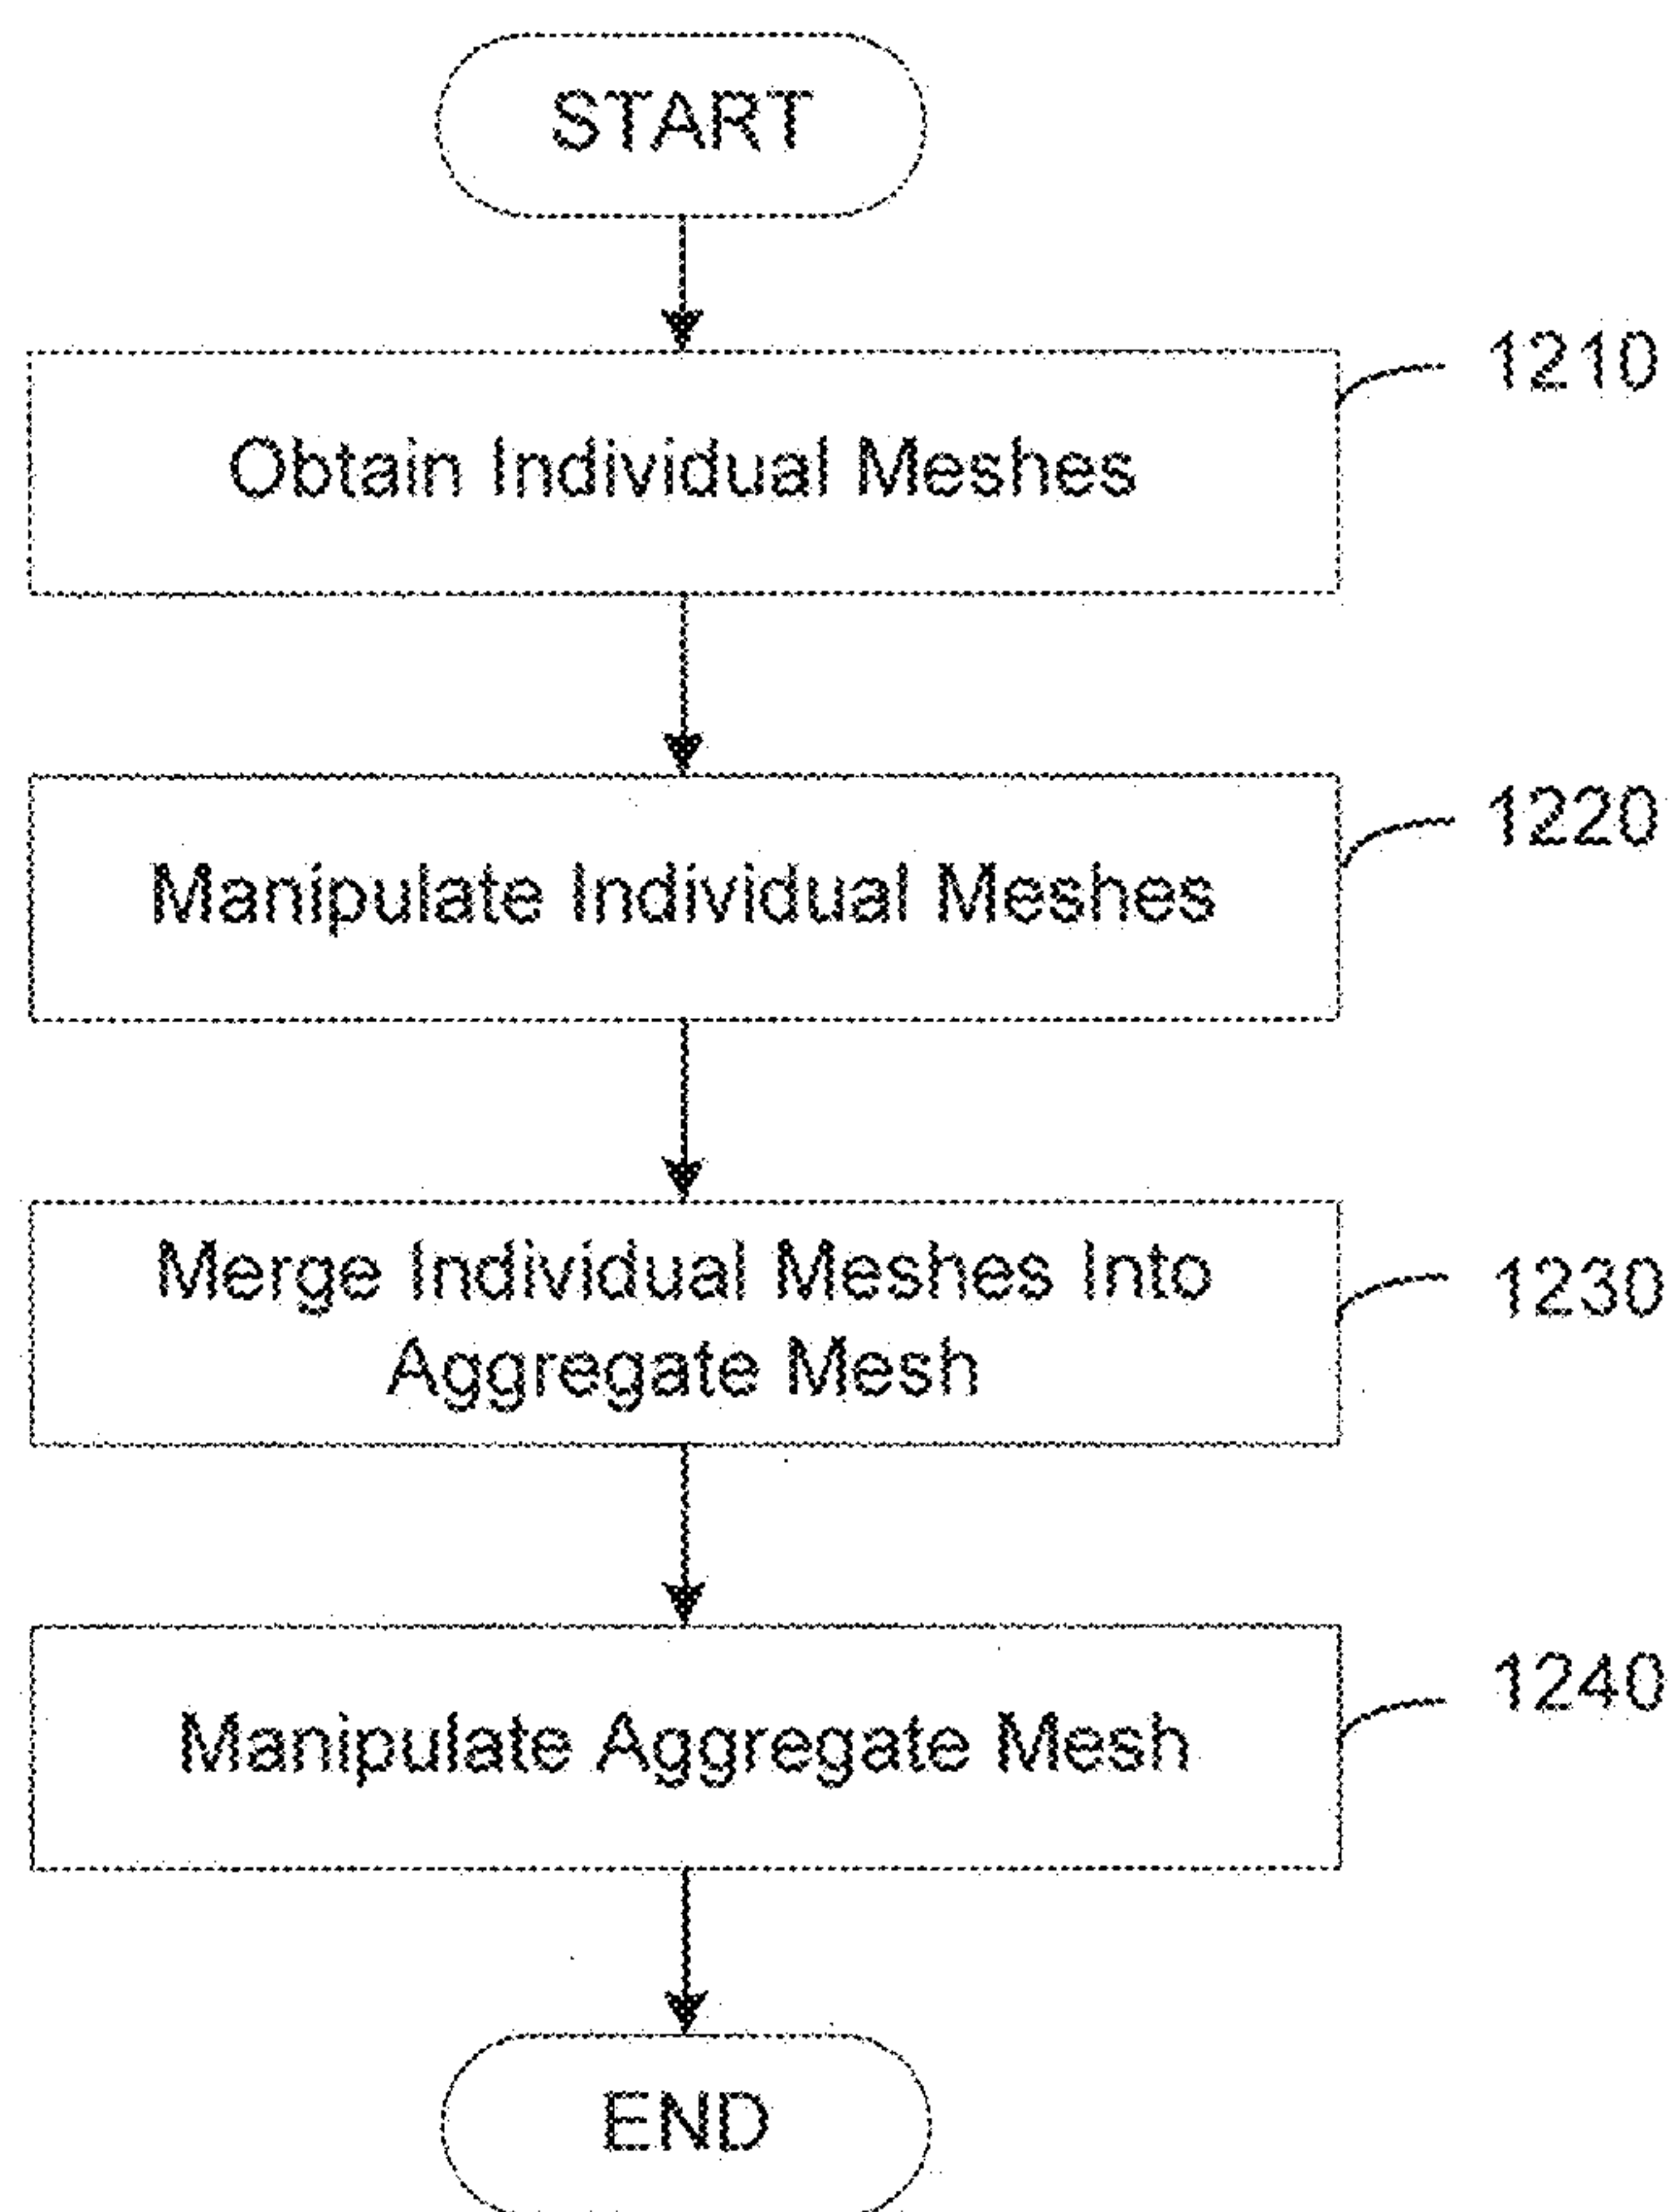 START
1210
Obtain Individual Meshes
1220
Manipulate Individual Meshes
1230
Merge Individual Meshes Into
Aggregate Mesh
1240
Manipulate Aggregate Mesh
END